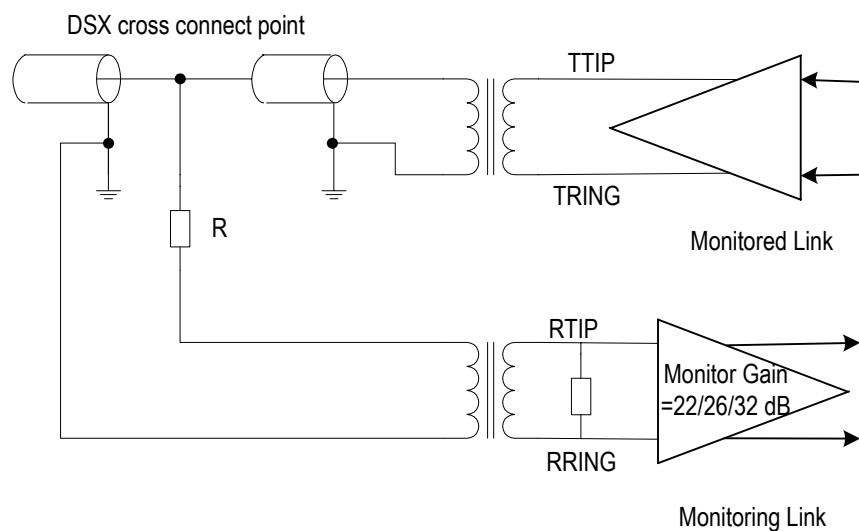 DSX cross connect point
TTIP
TRING
R
Monitored Link
RTIP
Monitor Gain
=22/26/32 dB
RRING
Monitoring Link